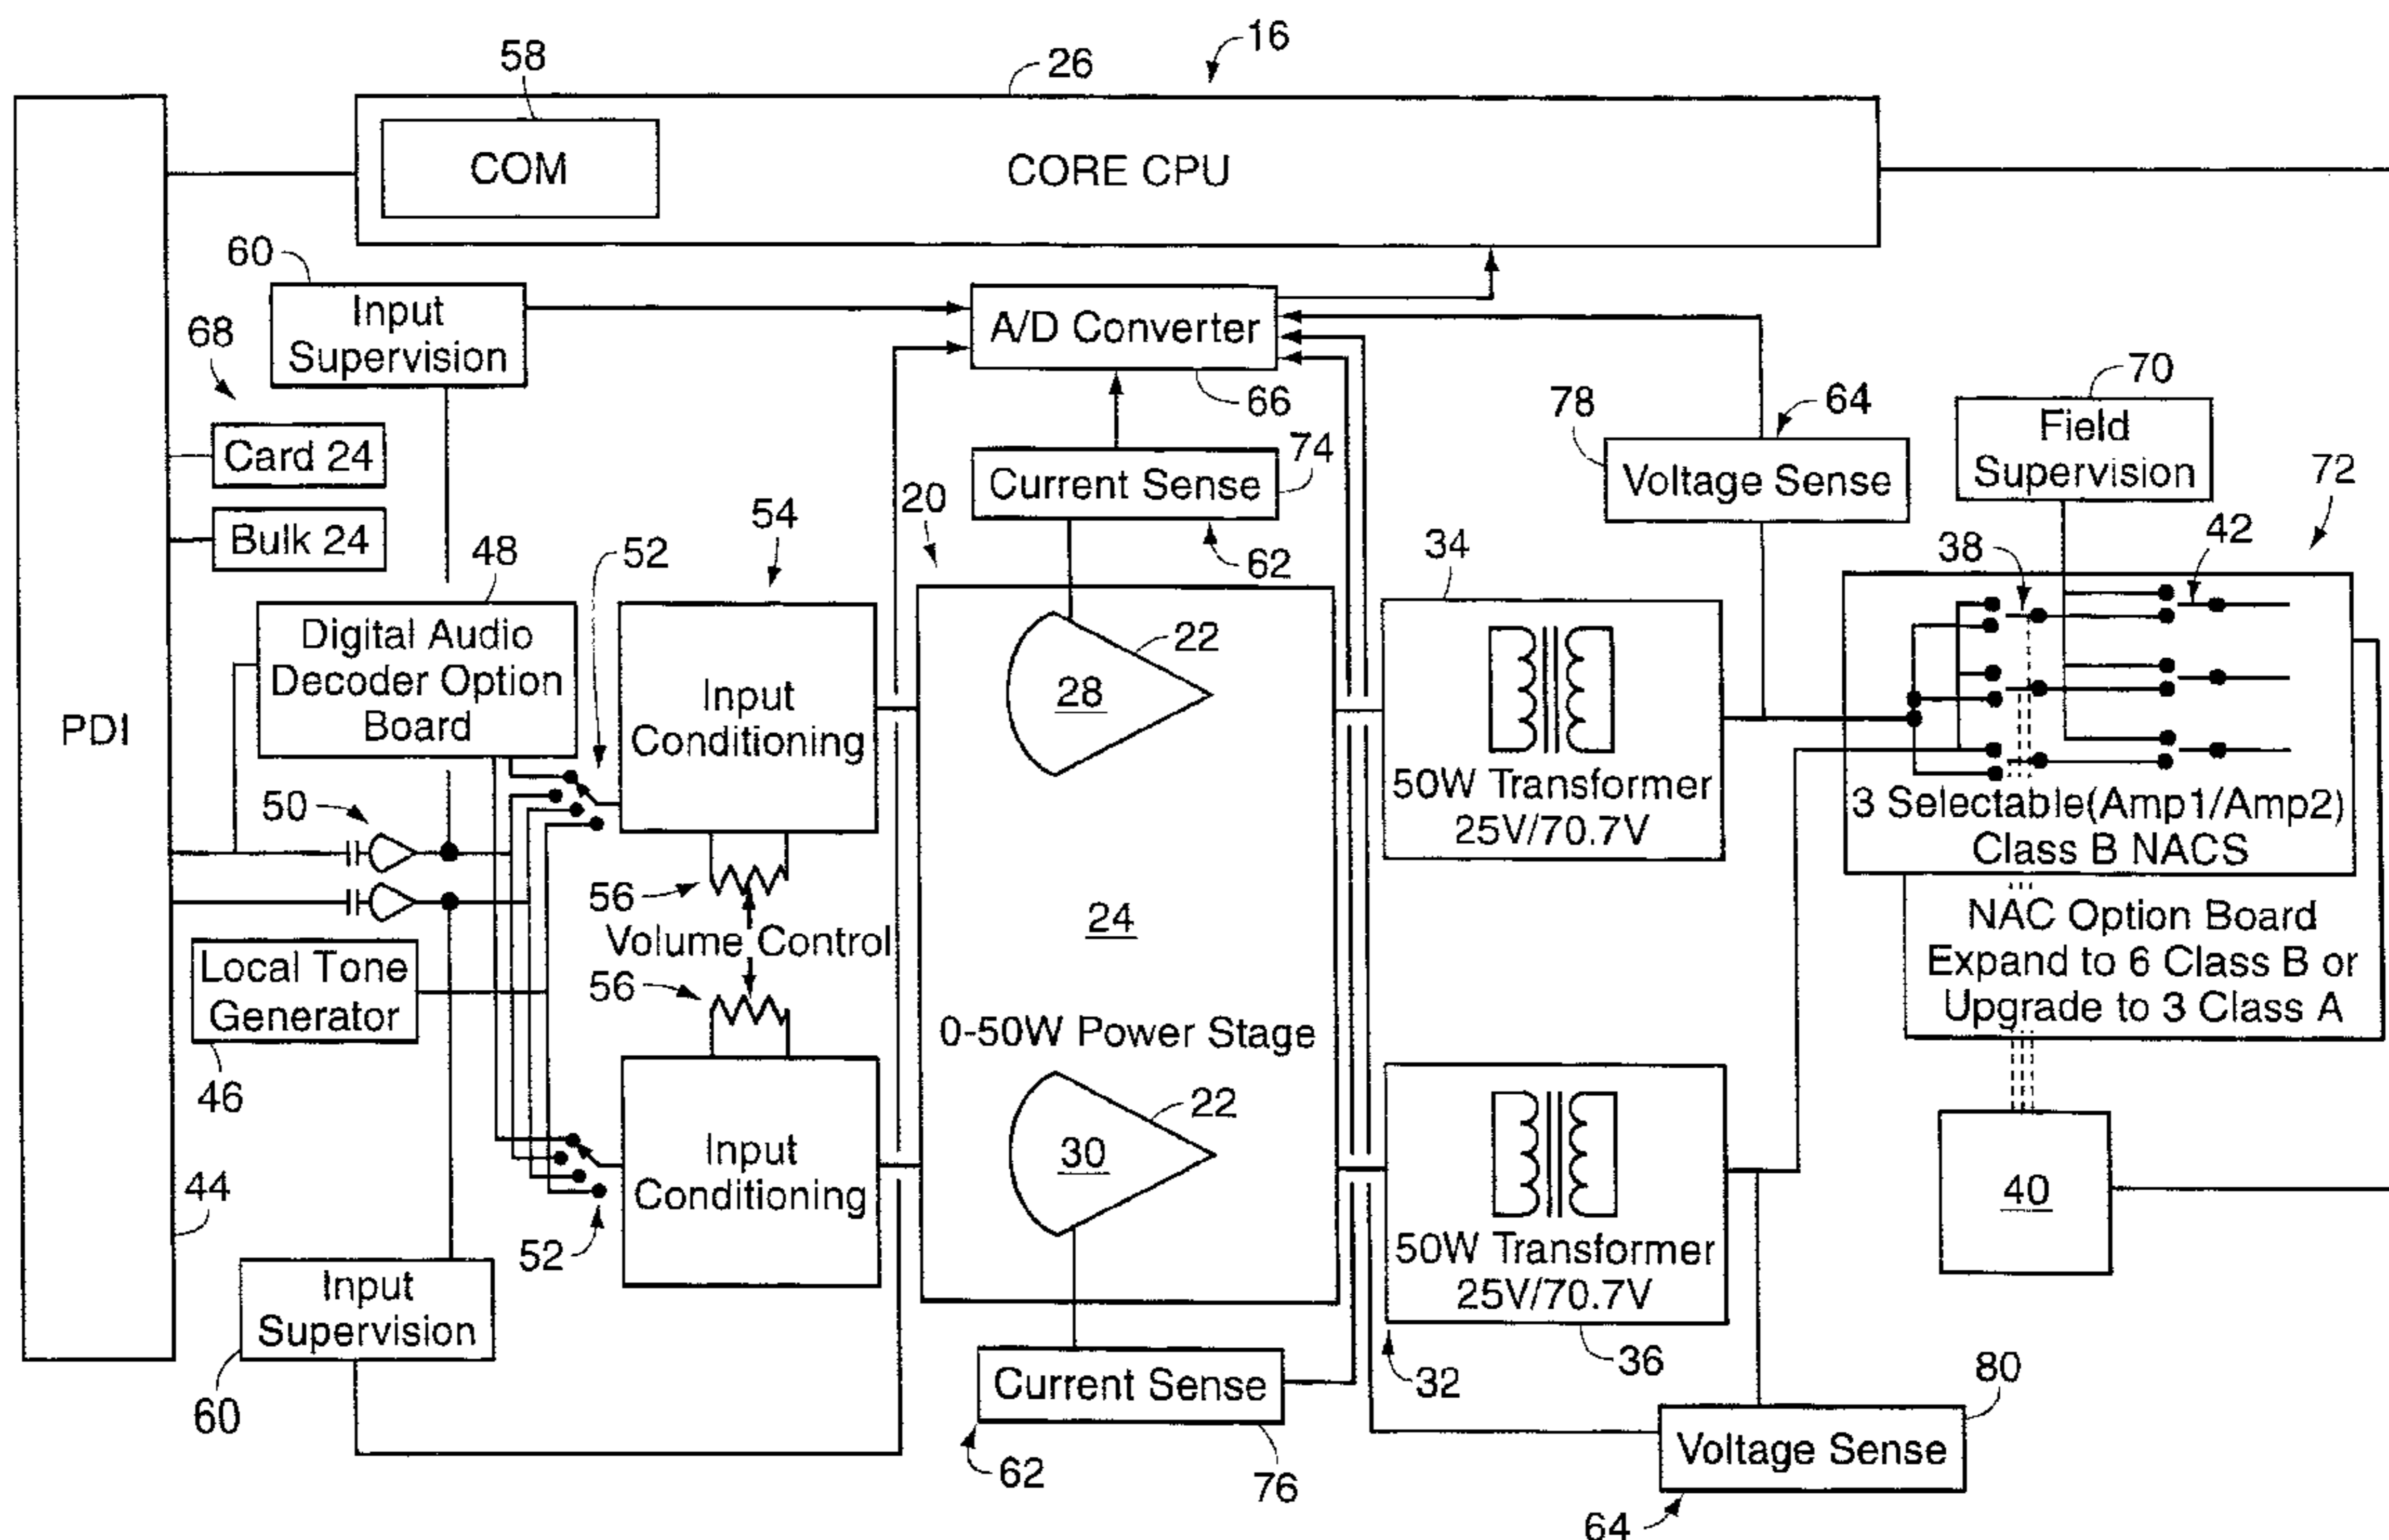 16
58
26
COM
CORE CPU
60
Input
Supervision
A/D Converter
68
66
70
78
64
Field
Supervision
Card 24
Current Sense
74
Voltage Sense
72
20
54
Bulk 24
48
52
62
34
38
42
Digital Audio
Decoder Option
Board
22
28
Input
Conditioning
PDI
50W Transformer
25V/70.7V
50
3 Selectable(Amp1/Amp2)
Class B NACS
56
Volume Control
24
NAC Option Board
Expand to 6 Class B or
Upgrade to 3 Class A
Local Tone
Generator
56
0-50W Power Stage
46
22
30
Input
Conditioning
44
40
52
50W Transformer
25V/70.7V
Input
Supervision
60
Current Sense
32
36
80
62
76
Voltage Sense
64